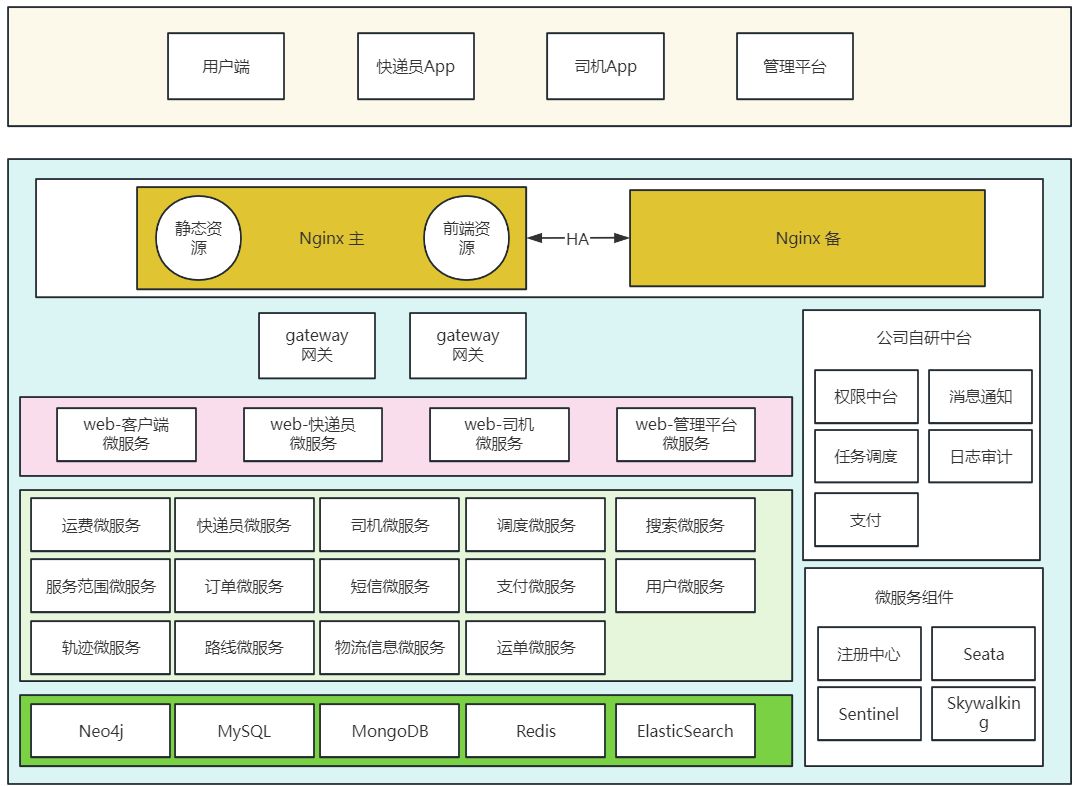 用户端
快递员App
司机App
管理平台
静态资
源
Nginx 主
前端资
源
HA
Nginx 备
gateway
网关
gateway
网关
公司自研中台
权限中台
消息通知
任务调度
日志审计
支付
web-客户端
微服务
web-快递员
微服务
web-司机
微服务
web-管理平台
微服务
运费微服务
快递员微服务
司机微服务
调度微服务
搜索微服务
服务范围微服务
订单微服务
短信微服务
支付微服务
用户微服务
轨迹微服务
路线微服务
物流信息微服务
运单微服务
微服务组件
注册中心
Seata
Sentinel
Skywalkin
g
Neo4j
MySQL
MongoDB
Redis
ElasticSearch